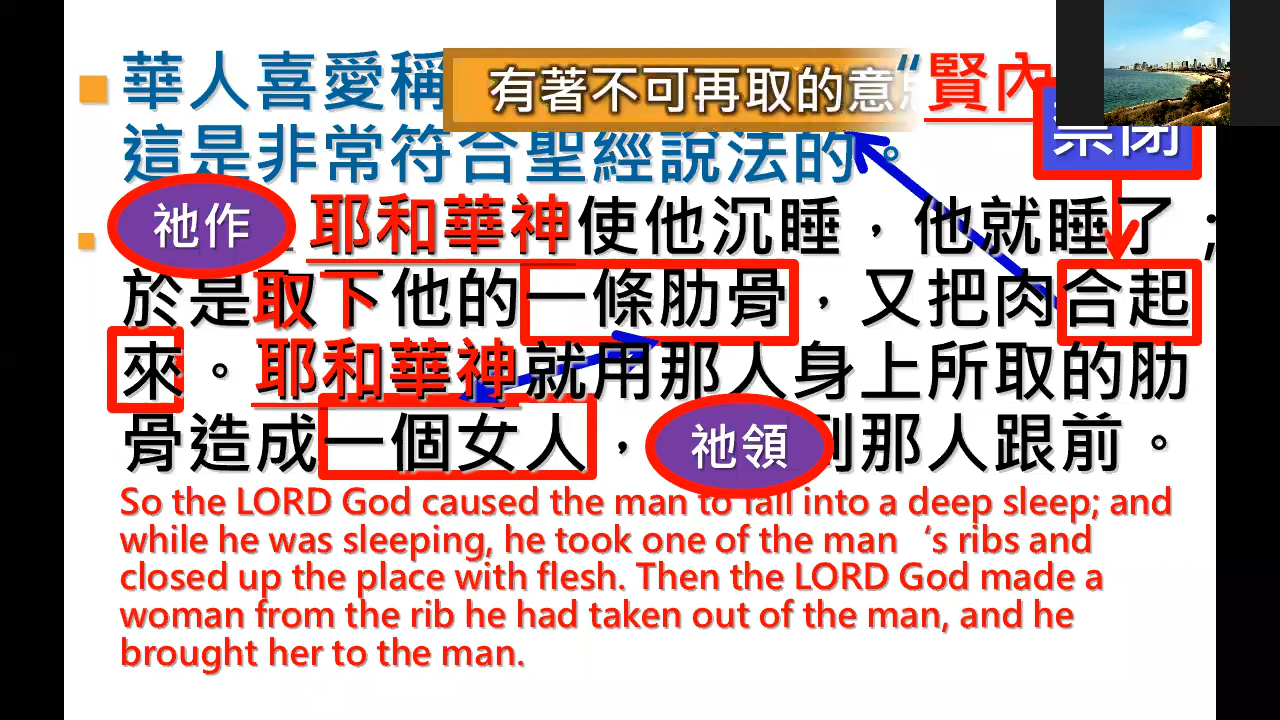 華人喜愛稱
有著不可再取的意
“賢內
禁閉
這是非常符合聖經說法的。
祂作
耶和華神使他沉睡，他就睡了；
於是取下他的一條肋骨，又把肉合起
來。耶和華神就用那人身上所取的肋
骨造成一個女人，
祂領
到那人跟前。
So the LORD God caused the man to fall into a deep sleep; and
while he was sleeping, he took one of the man‘s ribs and
closed up the place with flesh. Then the LORD God made a
woman from the rib he had taken out of the man, and he
brought her to the man.